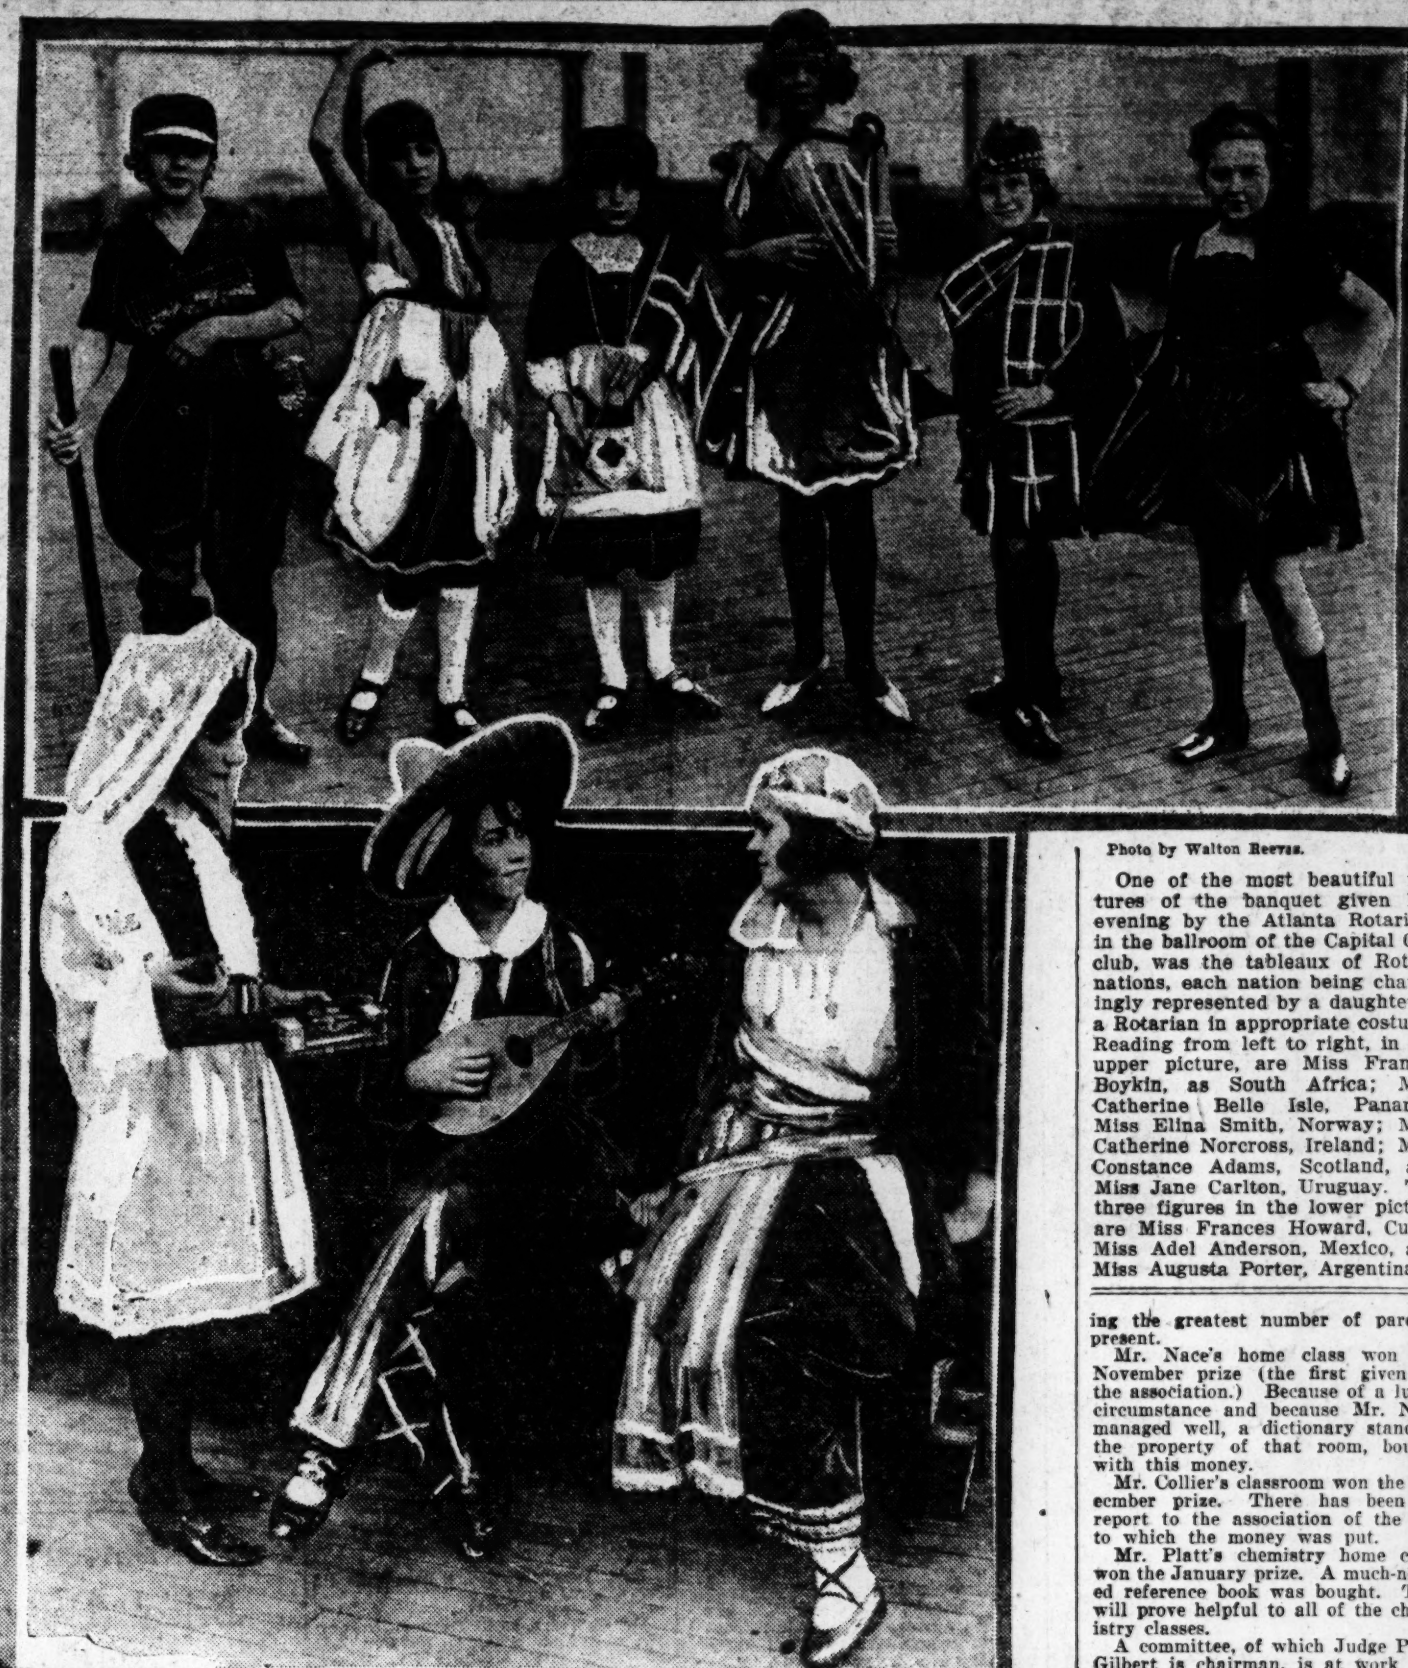 Photo by Walton Reeves.
One of the most beautiful
tures of the banquet given
evening by the Atlanta Rotari
in the ballroom of the Capital C
club, was the tableaux of Rot
nations, each nation being cha
ingly represented by a daughte
a Rotarian in appropriate costu
Reading from left to right, in
upper picture, are Miss Fran
Boykin, as South Africa; M
Catherine Belle Isle, Panar
Miss Elina Smith, Norway; M
Catherine Norcross, Ireland; M
Constance Adams, Scotland,
Miss Jane Carlton, Uruguay.
three figures in the lower pict
are Miss Frances Howard, Cu
Miss Adel Anderson, Mexico,
Miss Augusta Porter, Argentina
ing the greatest number of pare
present.
Mr. Nace's home class won
November prize (the first given
the association.) Because of a lu
circumstance and because Mr. N
managed well, a dictionary stand
the property of that room, bou
with this money.
Mr. Collier's classroom won the
ecmber prize. There has been
report to the association of the
to which the money was put.
Mr. Platt's chemistry home c
won the January prize. A much-n
ed reference book was bought.
will prove helpful to all of the ch
istry classes.
A committee, of which Judge P
Gilbert is chairman, is at work